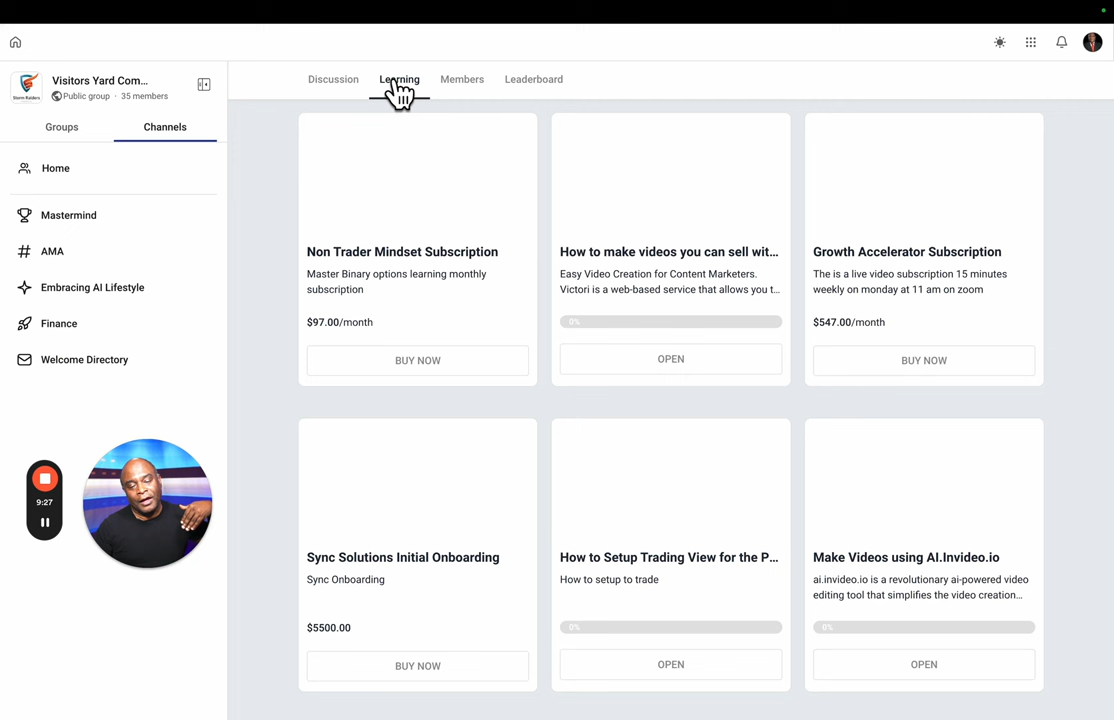 Storm Raiders
Visitors Yard Com...
Public group · 35 members
Groups
Channels
Home
Mastermind
AMA
Embracing AI Lifestyle
Finance
Welcome Directory
9:27
Discussion
Learning
Members
Leaderboard
Non Trader Mindset Subscription
Master Binary options learning monthly
subscription
$97.00/month
BUY NOW
How to make videos you can sell wit...
Easy Video Creation for Content Marketers.
Victori is a web-based service that allows you t...
0%
OPEN
Growth Accelerator Subscription
The is a live video subscription 15 minutes
weekly on monday at 11 am on zoom
$547.00/month
BUY NOW
Sync Solutions Initial Onboarding
Sync Onboarding
$5500.00
BUY NOW
How to Setup Trading View for the P...
How to setup to trade
0%
OPEN
Make Videos using AI.Invideo.io
ai.invideo.io is a revolutionary ai-powered video
editing tool that simplifies the video creation...
0%
OPEN